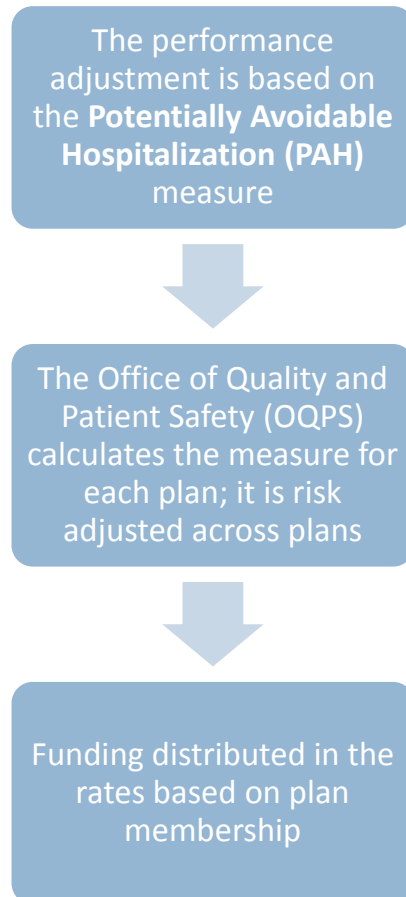 The performance
adjustment is based on
the Potentially Avoidable
Hospitalization (PAH)
measure
The Office of Quality and
Patient Safety (OQPS)
calculates the measure for
each plan; it is risk
adjusted across plans
Funding distributed in the
rates based on plan
membership